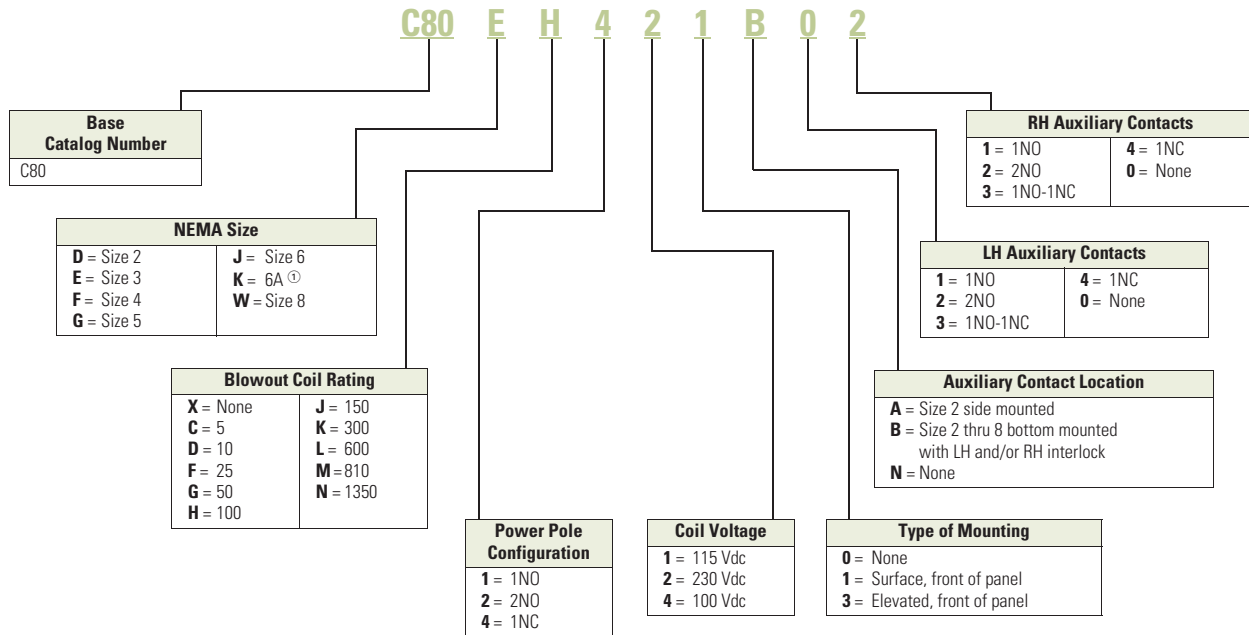 C80 E H 4 2 1 B 0 2
Base
Catalog Number
C80
NEMA Size
D = Size 2
E = Size 3
F = Size 4
G = Size 5
J = Size 6
K = 6A ①
W = Size 8
Blowout Coil Rating
X = None
C = 5
D = 10
F = 25
G = 50
H = 100
J = 150
K = 300
L = 600
M = 810
N = 1350
Power Pole
Configuration
1 = 1NO
2 = 2NO
4 = 1NC
Coil Voltage
1 = 115 Vdc
2 = 230 Vdc
4 = 100 Vdc
Type of Mounting
0 = None
1 = Surface, front of panel
3 = Elevated, front of panel
Auxiliary Contact Location
A = Size 2 side mounted
B = Size 2 thru 8 bottom mounted
with LH and/or RH interlock
N = None
LH Auxiliary Contacts
1 = 1NO
2 = 2NO
3 = 1NO-1NC
4 = 1NC
0 = None
RH Auxiliary Contacts
1 = 1NO
2 = 2NO
3 = 1NO-1NC
4 = 1NC
0 = None